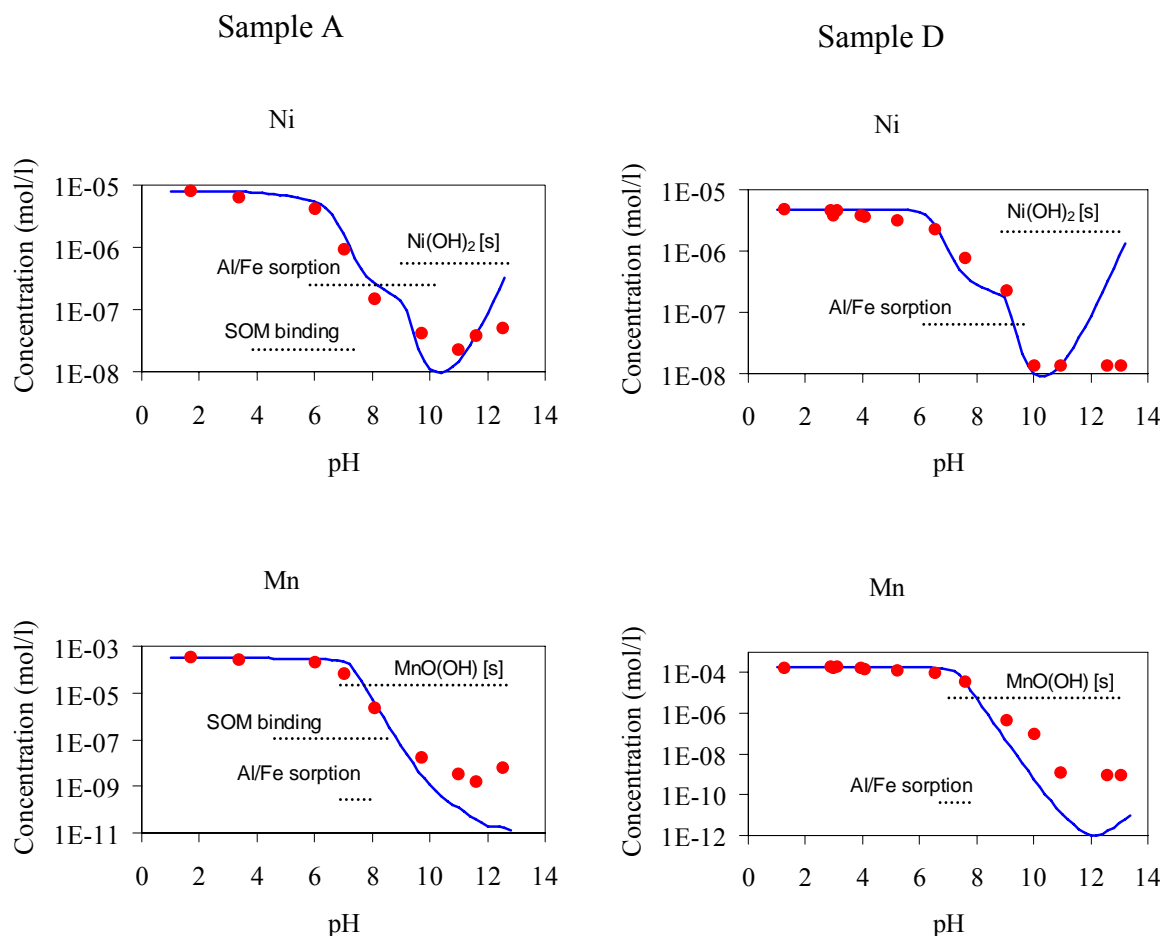 Sample A
Ni
Concentration (mol/l)
1E-05
1E-06
1E-07
1E-08
Ni(OH)2 [s]
Al/Fe sorption
SOM binding
0 2 4 6 8 10 12 14
pH
Sample D
Ni
Concentration (mol/l)
1E-05
1E-06
1E-07
1E-08
Ni(OH)2 [s]
Al/Fe sorption
0 2 4 6 8 10 12 14
pH
Mn
Concentration (mol/l)
1E-03
1E-05
1E-07
1E-09
1E-11
MnO(OH) [s]
SOM binding
Al/Fe sorption
0 2 4 6 8 10 12 14
pH
Mn
Concentration (mol/l)
1E-04
1E-06
1E-08
1E-10
1E-12
MnO(OH) [s]
Al/Fe sorption
0 2 4 6 8 10 12 14
pH